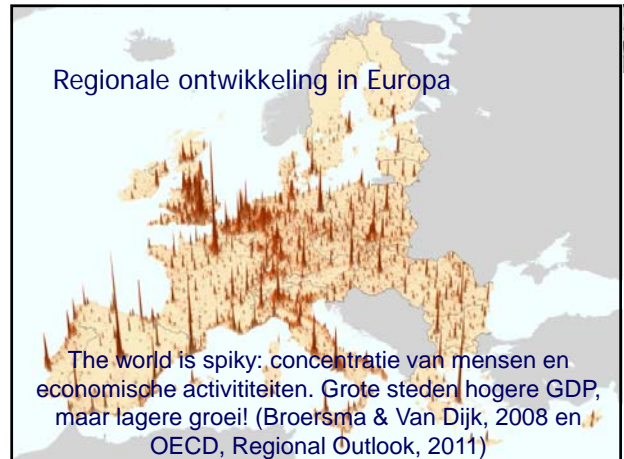 Regionale ontwikkeling in Europa
The world is spiky: concentratie van mensen en
economische activititeiten. Grote steden hogere GDP,
maar lagere groei! (Broersma & Van Dijk, 2008 en
OECD, Regional Outlook, 2011)